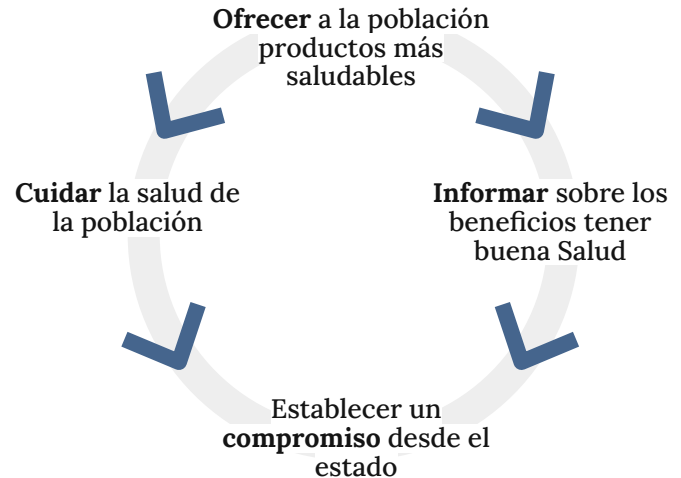 Ofrecer a la población
productos más
saludables
Cuidar la salud de
la población
Informar sobre los
beneficios tener
buena Salud
Establecer un
compromiso desde el
estado